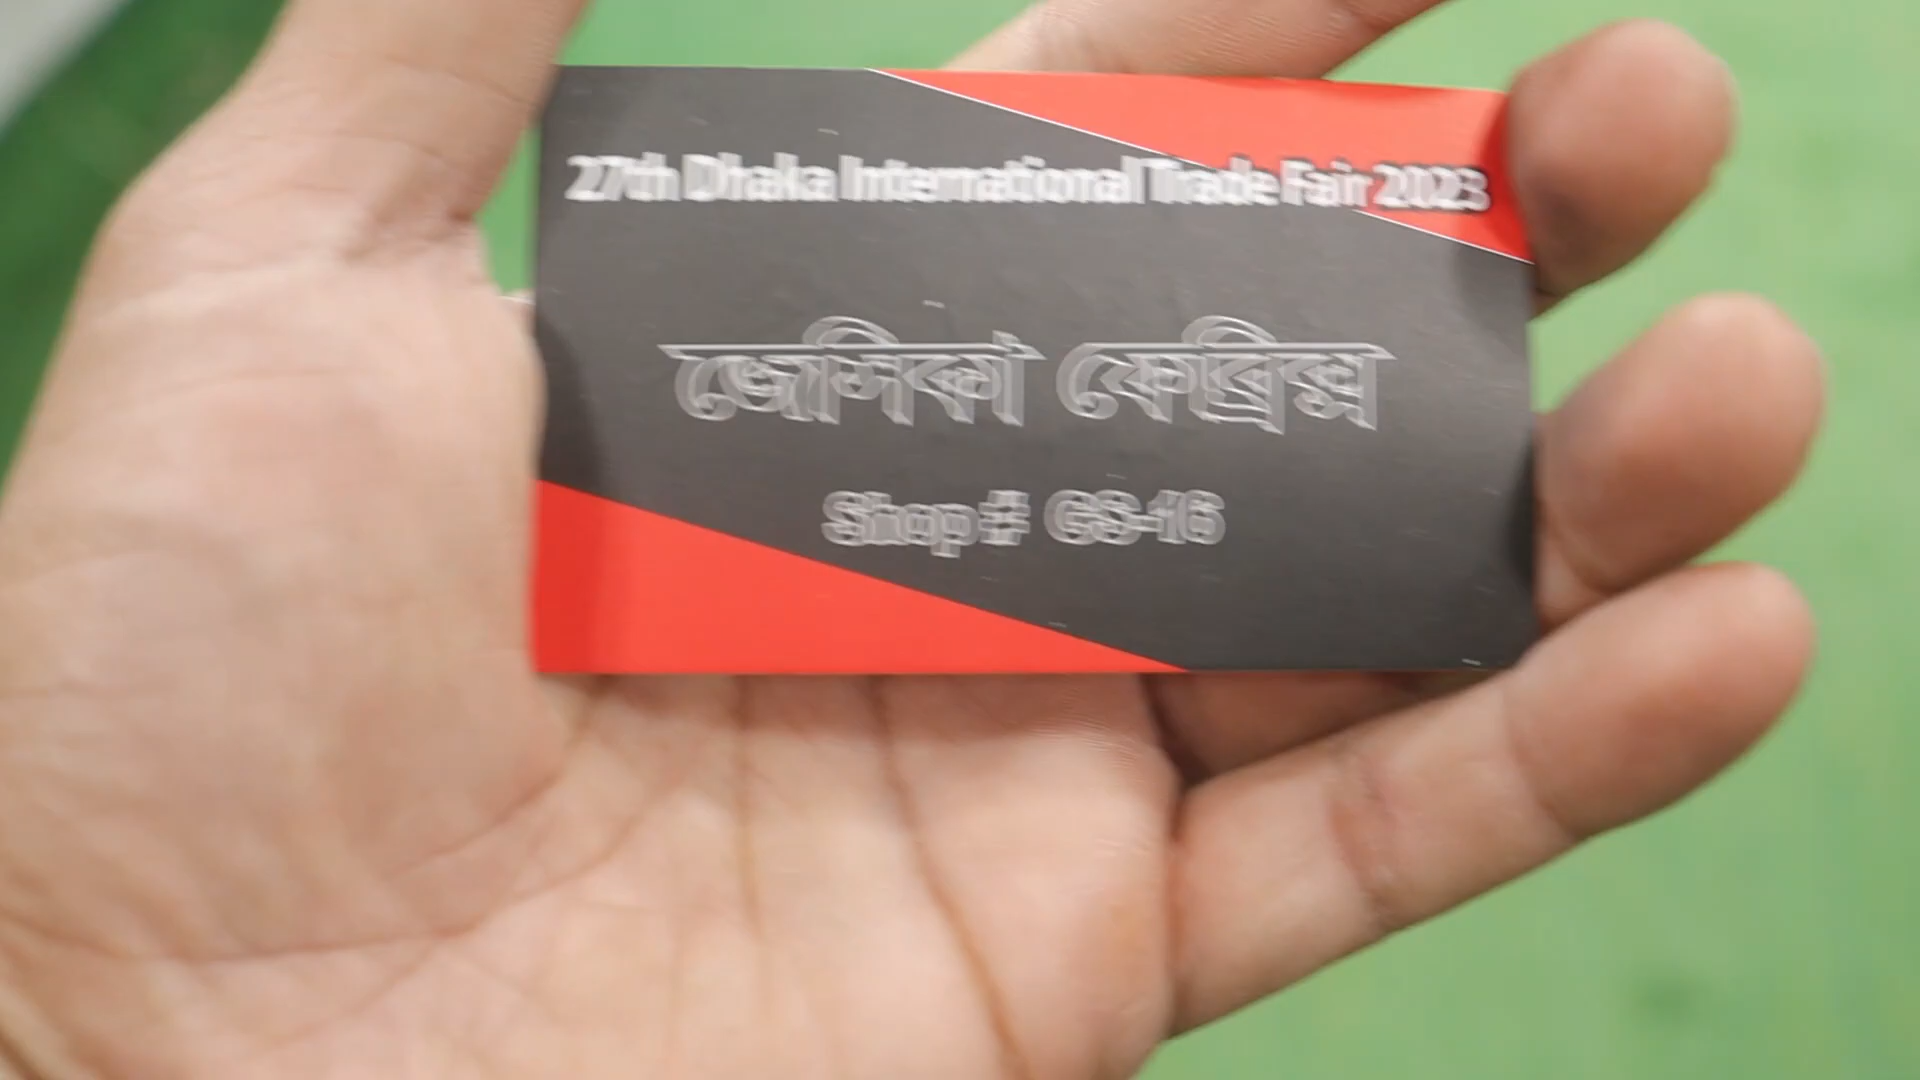 27th Dhaka International Trade Fair 2023
জেসিকা ফেব্রিক্স
Shop # GS-16